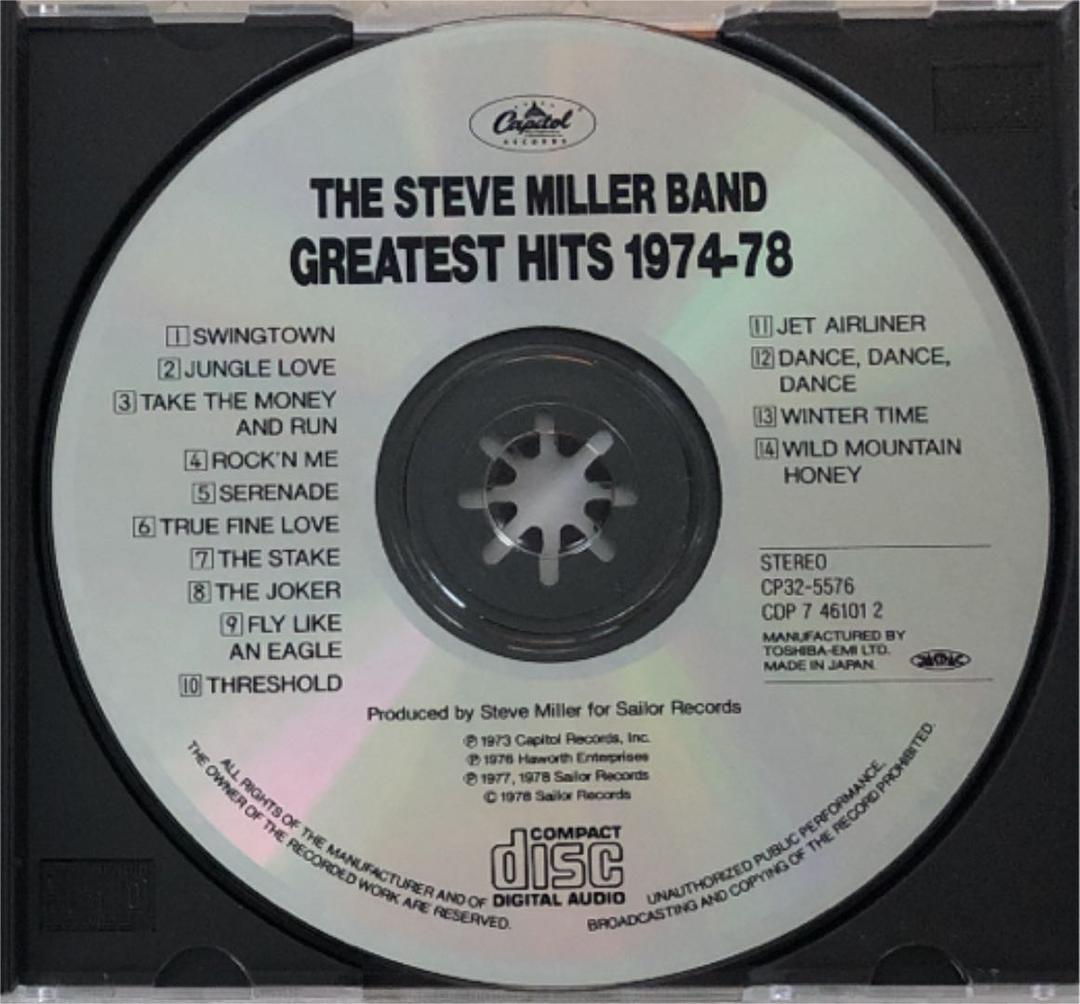 Capitol
RECORDS
THE STEVE MILLER BAND
GREATEST HITS 1974-78
1 SWINGTOWN
2 JUNGLE LOVE
3 TAKE THE MONEY
AND RUN
4 ROCK'N ME
5 SERENADE
6 TRUE FINE LOVE
7 THE STAKE
8 THE JOKER
9 FLY LIKE
AN EAGLE
10 THRESHOLD
11 JET AIRLINER
12 DANCE, DANCE,
DANCE
13 WINTER TIME
14 WILD MOUNTAIN
HONEY
STEREO
CP32-5576
CDP 7 46101 2
MANUFACTURED BY
TOSHIBA-EMI LTD.
MADE IN JAPAN.
Produced by Steve Miller for Sailor Records
℗ 1973 Capitol Records, Inc.
℗ 1976 Haworth Enterprises
℗ 1977, 1978 Sailor Records
© 1978 Sailor Records
COMPACT
disc
DIGITAL AUDIO
ALL RIGHTS OF THE MANUFACTURER AND OF
THE OWNER OF THE RECORDED WORK ARE RESERVED.
UNAUTHORIZED PUBLIC PERFORMANCE,
BROADCASTING AND COPYING OF THE RECORD PROHIBITED.